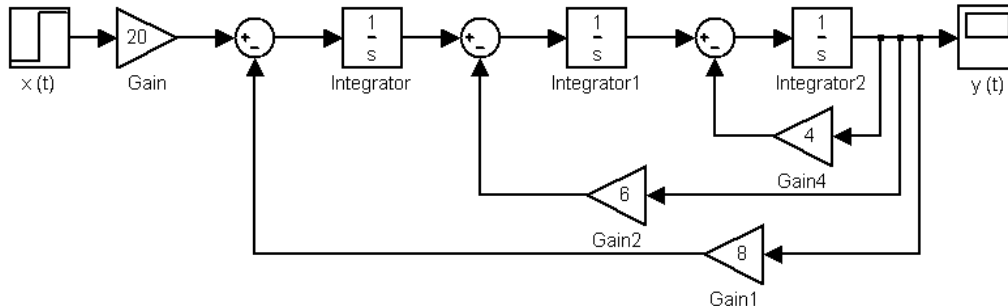 x (t)
20
Gain
+
−
1
s
Integrator
+
−
1
s
Integrator1
+
−
1
s
Integrator2
y (t)
4
Gain4
6
Gain2
8
Gain1